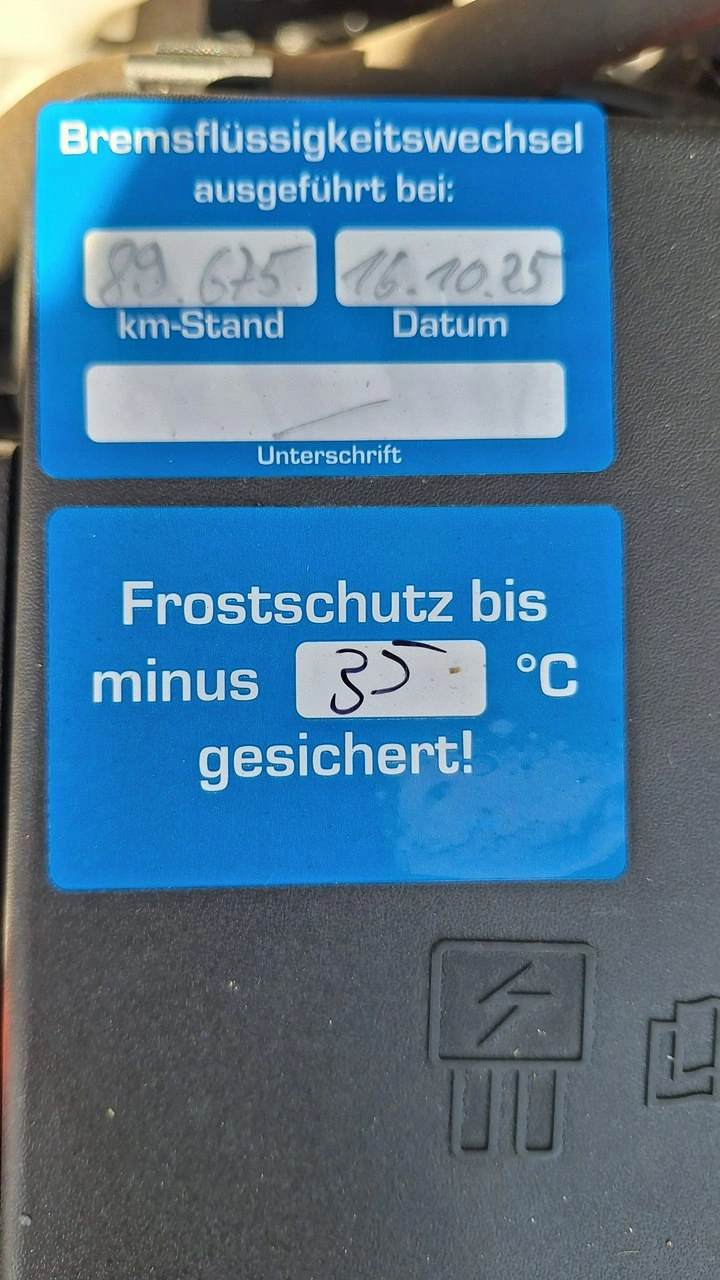 Bremsflüssigkeitswechsel
ausgeführt bei:
89.675 16.10.25
km-Stand Datum
Unterschrift
Frostschutz bis
minus 35 °C
gesichert!